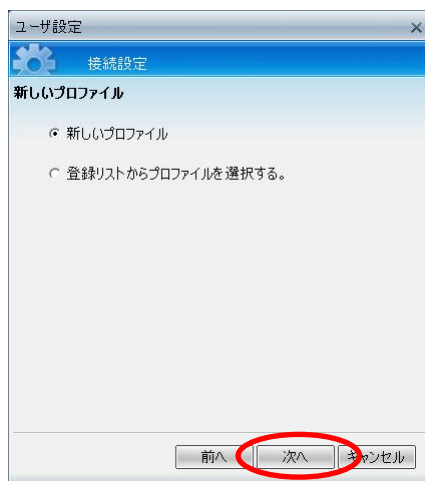 ユーザ設定
接続設定
新しいプロファイル
新しいプロファイル
登録リストからプロファイルを選択する。
前へ 次へ キャンセル